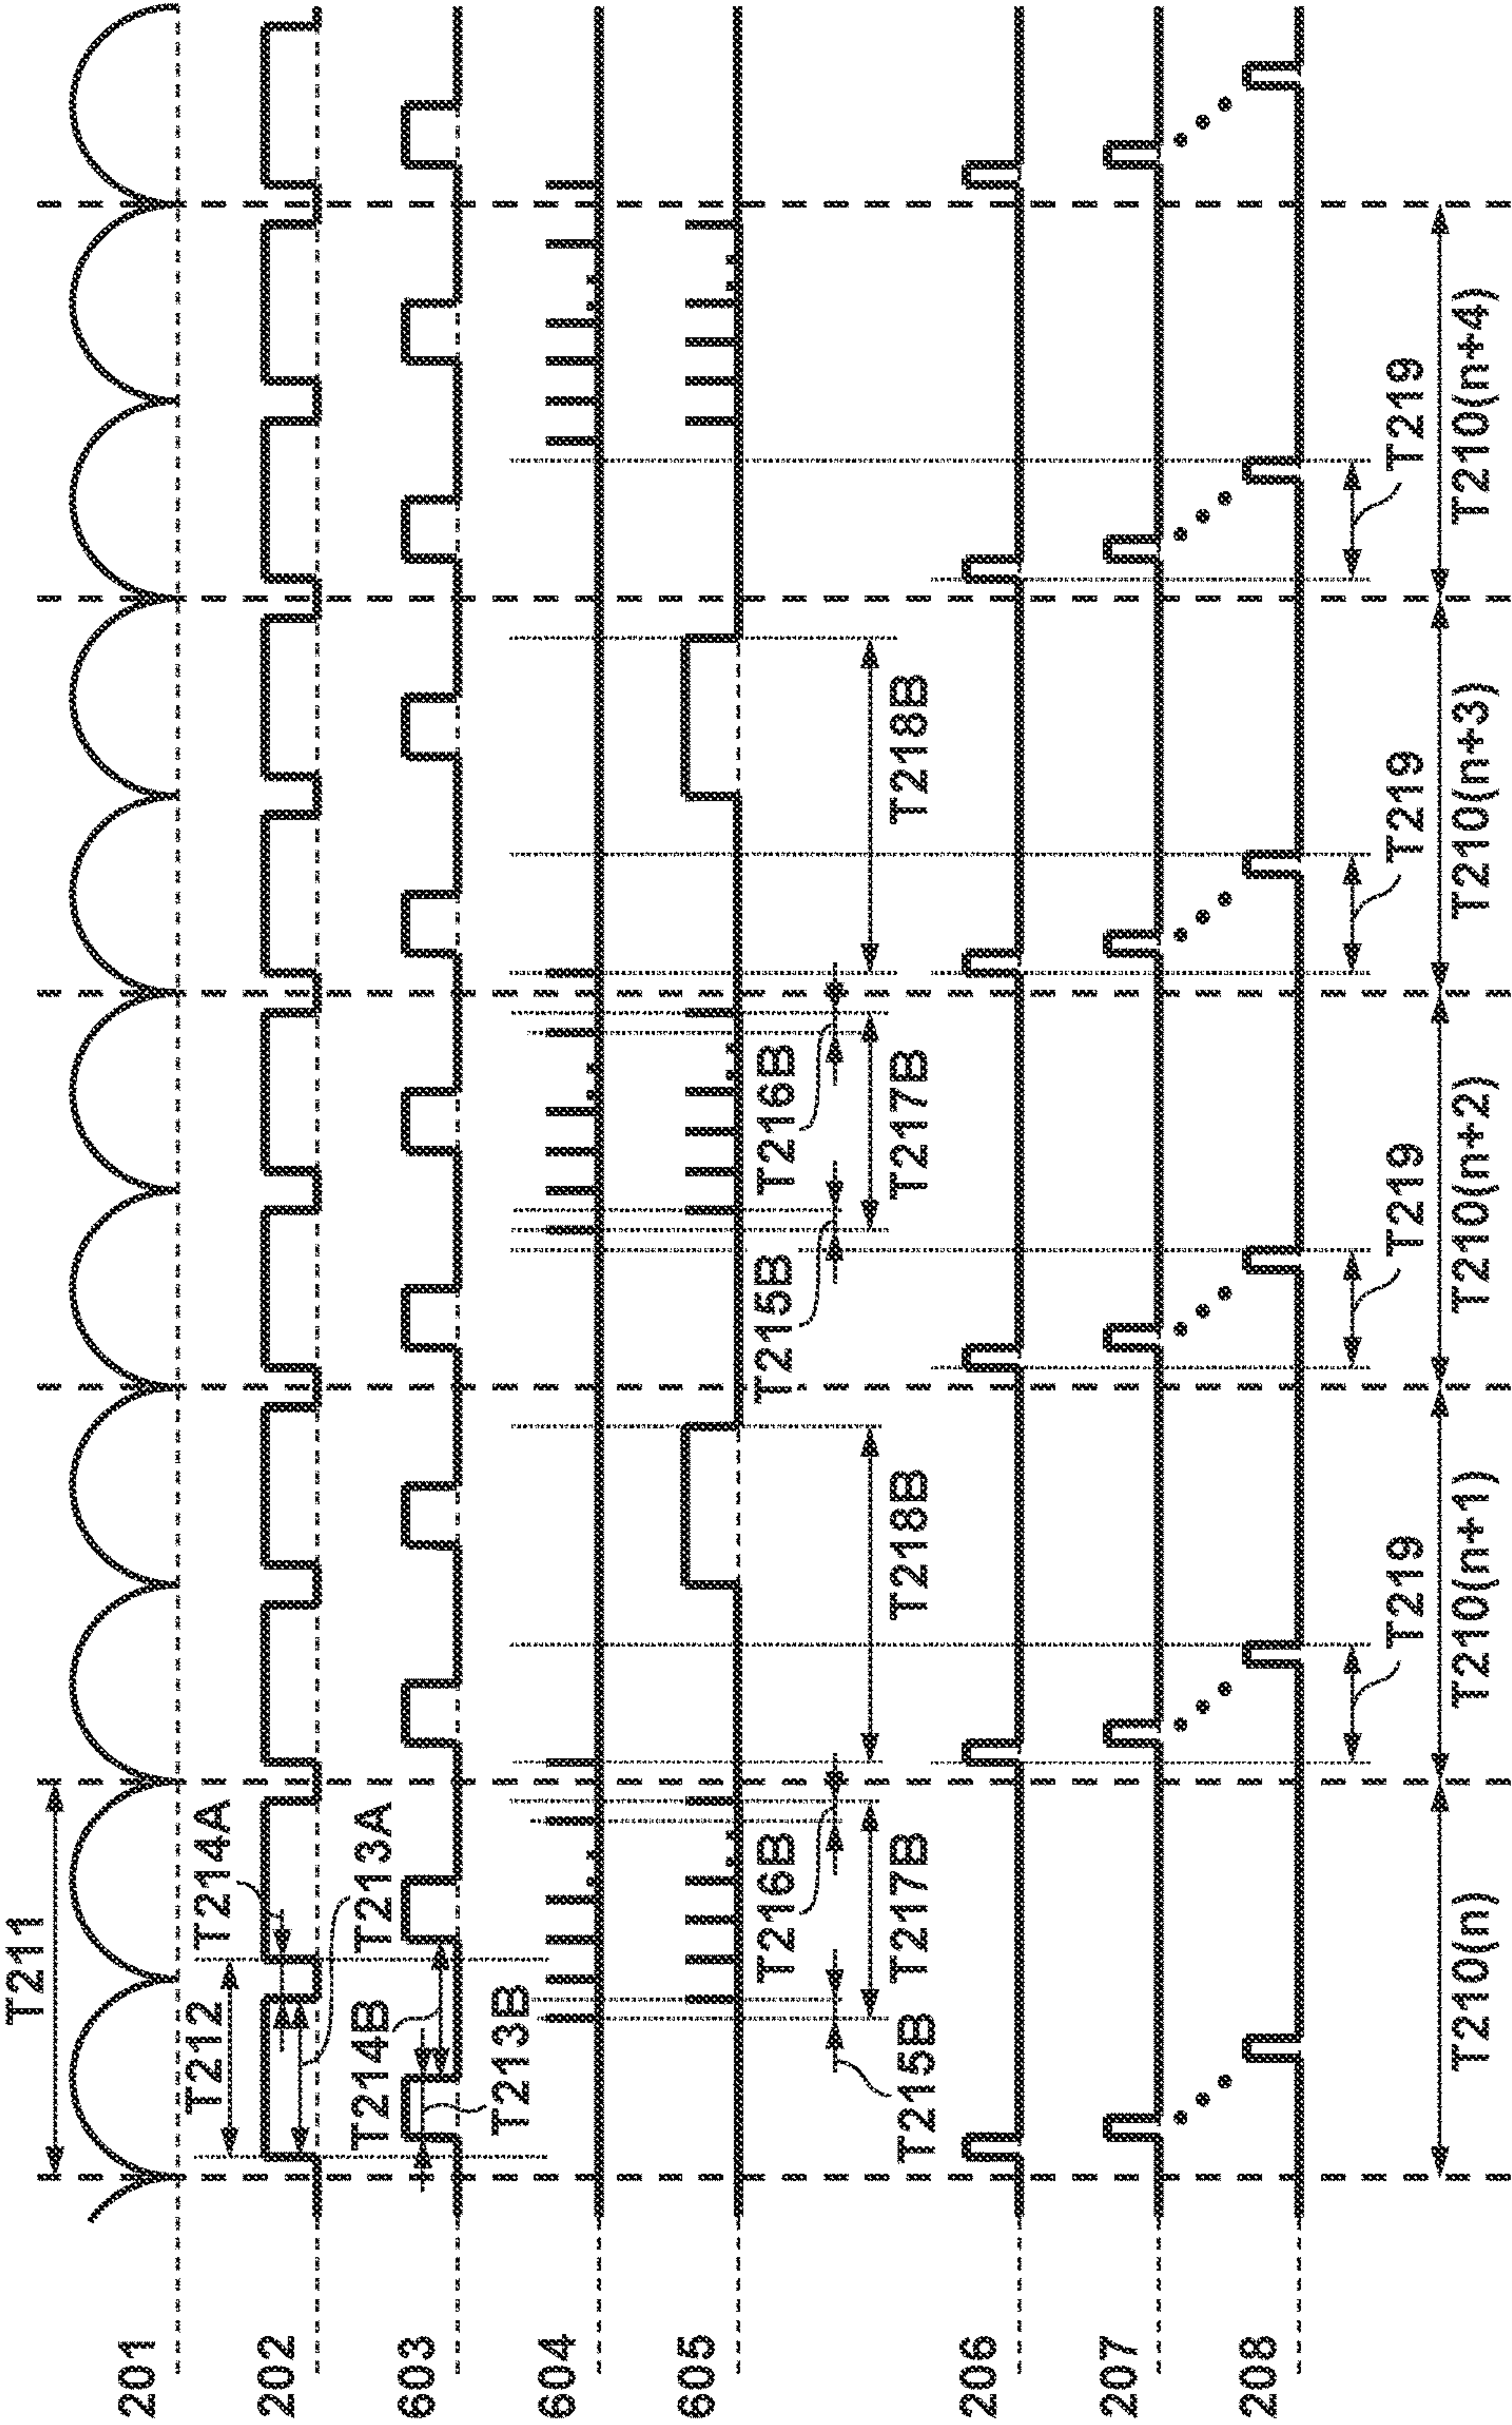 T211
201
T212
T214A
202
T213A
T214B
603
T213B
604
605
T215B
T216B
T217B
T218B
T215B
T216B
T217B
T218B
206
207
208
T219
T219
T219
T219
T210(n)
T210(n+1)
T210(n+2)
T210(n+3)
T210(n+4)